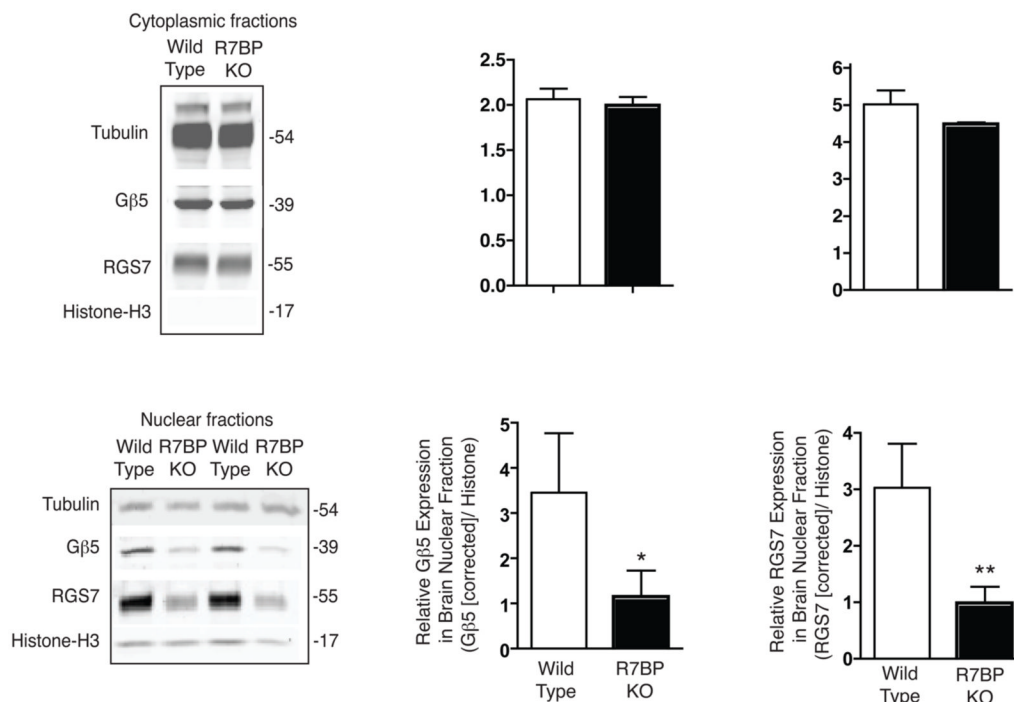 Cytoplasmic fractions
Wild R7BP
Type KO
Tubulin
-54
Gβ5
-39
RGS7
-55
Histone-H3
-17
2.5
2.0
1.5
1.0
0.5
0.0
6
5
4
3
2
1
0
Nuclear fractions
Wild R7BP Wild R7BP
Type KO Type KO
Tubulin
-54
Gβ5
-39
RGS7
-55
Histone-H3
-17
Relative Gβ5 Expression
in Brain Nuclear Fraction
(Gβ5 [corrected]/ Histone)
5
4
3
2
1
0
*
Wild R7BP
Type KO
Relative RGS7 Expression
in Brain Nuclear Fraction
(RGS7 [corrected]/ Histone)
4
3
2
1
0
**
Wild R7BP
Type KO